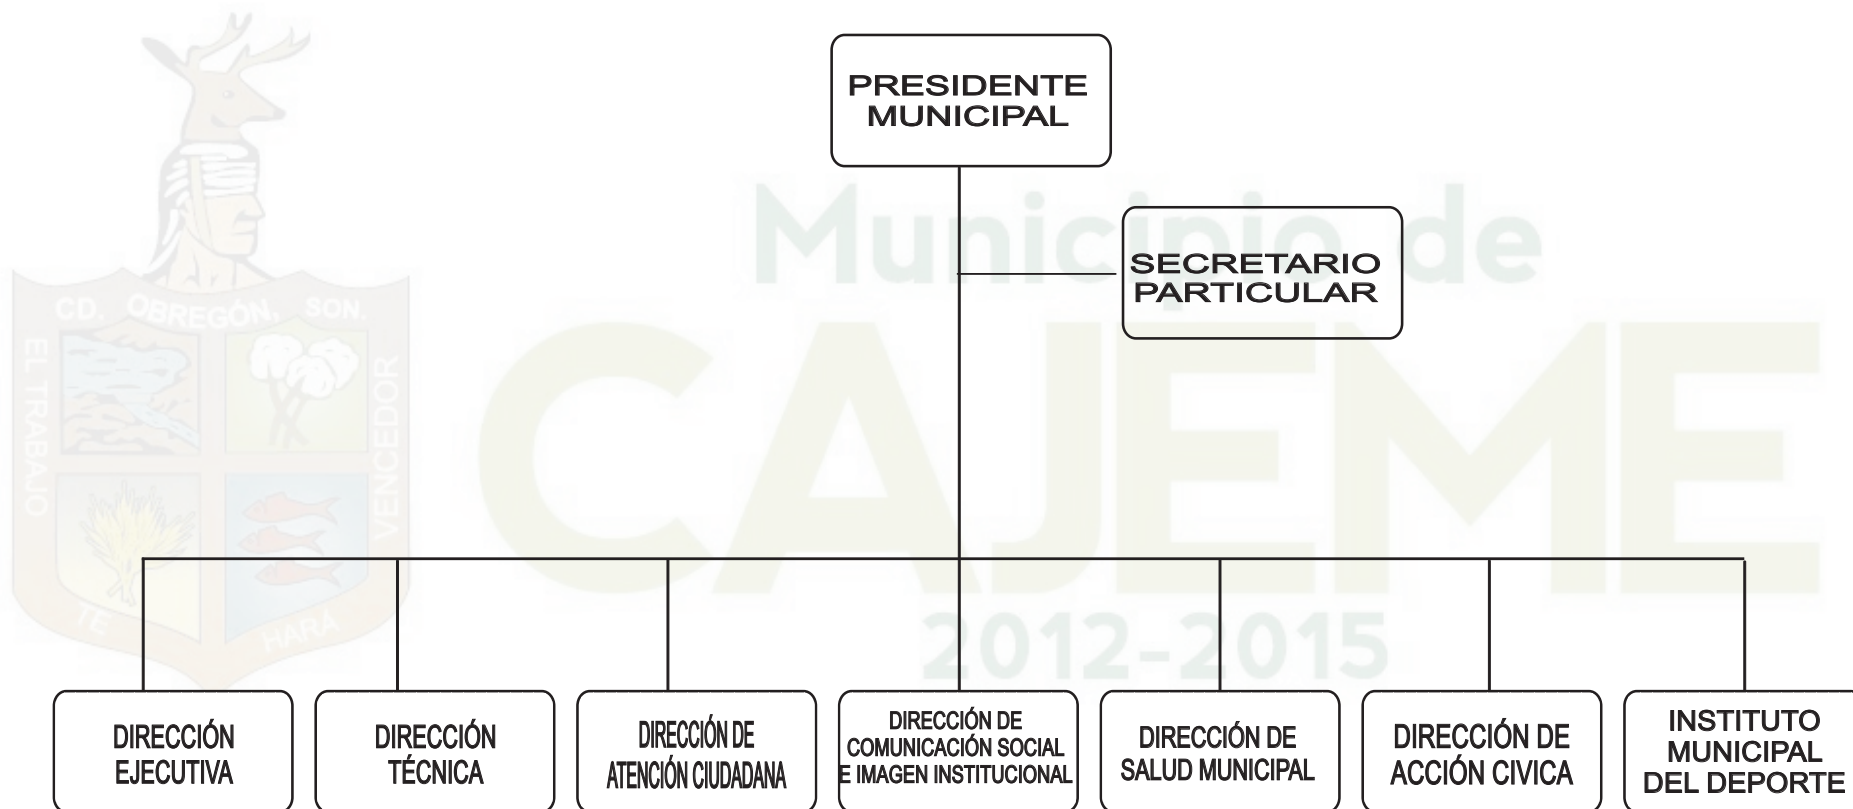 PRESIDENTE
MUNICIPAL
Municipio de
SECRETARIO
PARTICULAR
CD. OBREGÓN, SON.
EL TRABAJO
VENCEDOR
TE
HARÁ
CAJEME
2012-2015
DIRECCIÓN
EJECUTIVA
DIRECCIÓN
TÉCNICA
DIRECCIÓN DE
ATENCIÓN CIUDADANA
DIRECCIÓN DE
COMUNICACIÓN SOCIAL
E IMAGEN INSTITUCIONAL
DIRECCIÓN DE
SALUD MUNICIPAL
DIRECCIÓN DE
ACCIÓN CIVICA
INSTITUTO
MUNICIPAL
DEL DEPORTE